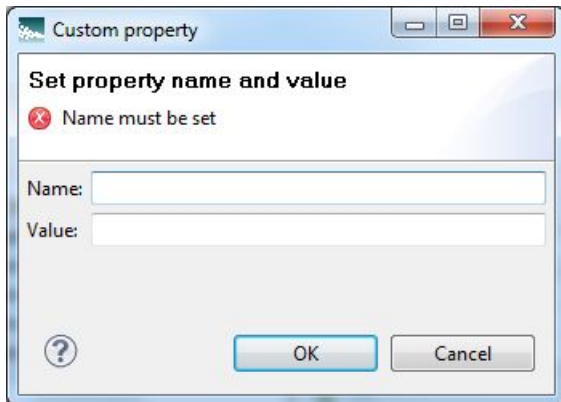 Custom property
Set property name and value
Name must be set
Name:
Value:
?
OK
Cancel